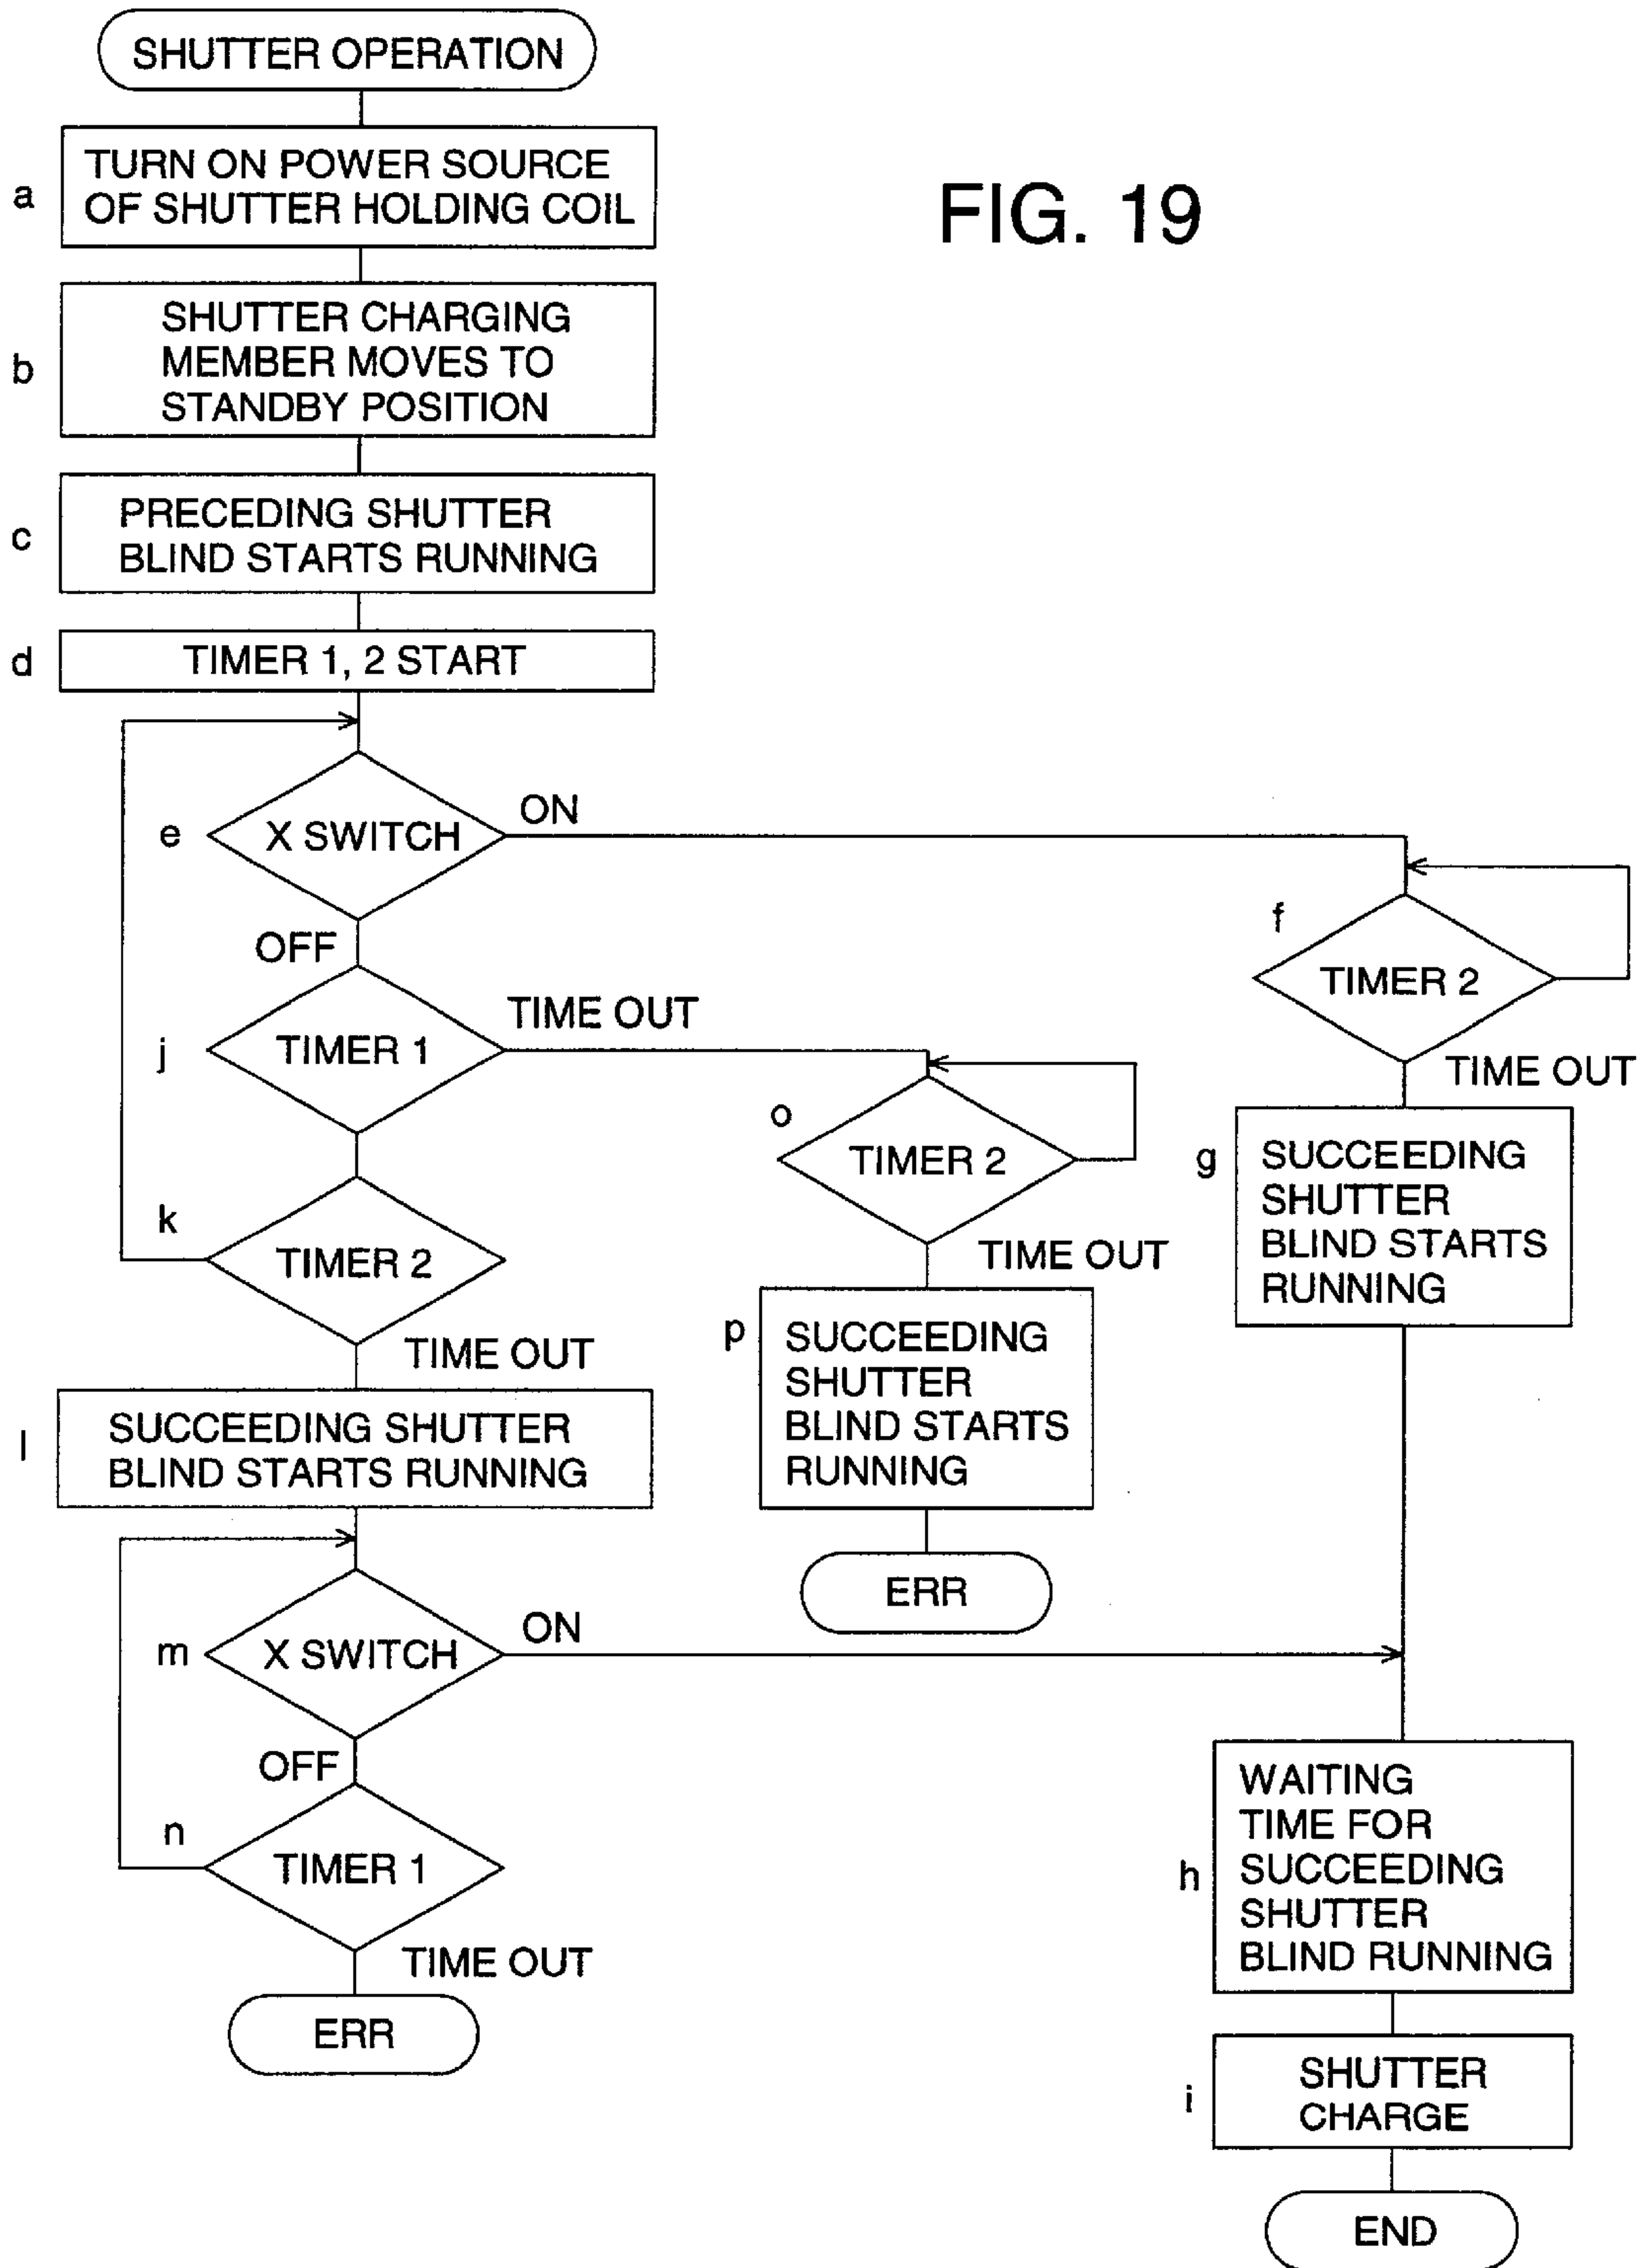 SHUTTER OPERATION
FIG. 19
a
TURN ON POWER SOURCE
OF SHUTTER HOLDING COIL
b
SHUTTER CHARGING
MEMBER MOVES TO
STANDBY POSITION
c
PRECEDING SHUTTER
BLIND STARTS RUNNING
d
TIMER 1, 2 START
e
X SWITCH
ON
OFF
f
TIMER 2
TIME OUT
j
TIMER 1
TIME OUT
o
TIMER 2
TIME OUT
g
SUCCEEDING
SHUTTER
BLIND STARTS
RUNNING
k
TIMER 2
TIME OUT
p
SUCCEEDING
SHUTTER
BLIND STARTS
RUNNING
ERR
l
SUCCEEDING SHUTTER
BLIND STARTS RUNNING
m
X SWITCH
ON
OFF
n
TIMER 1
TIME OUT
ERR
h
WAITING
TIME FOR
SUCCEEDING
SHUTTER
BLIND RUNNING
i
SHUTTER
CHARGE
END